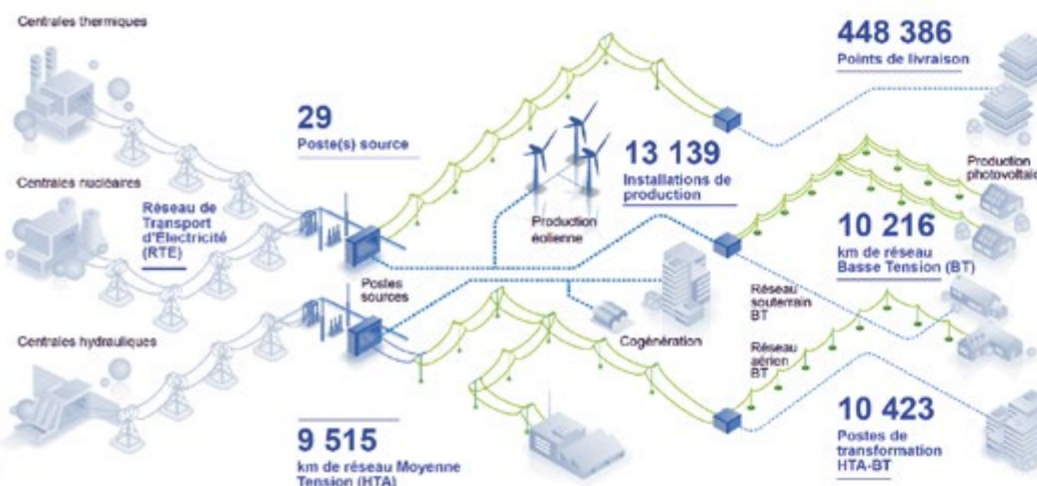 Centrales thermiques
448 386
Points de livraison
29
Poste(s) source
13 139
Installations de
production
Production
photovoltaïc
Centrales nucléaires
Réseau de
Transport
d'Electricité
(RTE)
Production
éolienne
10 216
km de réseau
Basse Tension (BT)
Postes
sources
Réseau
souterrain
BT
Centrales hydrauliques
Cogénération
Réseau
aérien
BT
9 515
km de réseau Moyenne
Tension (HTA)
10 423
Postes de
transformation
HTA-BT